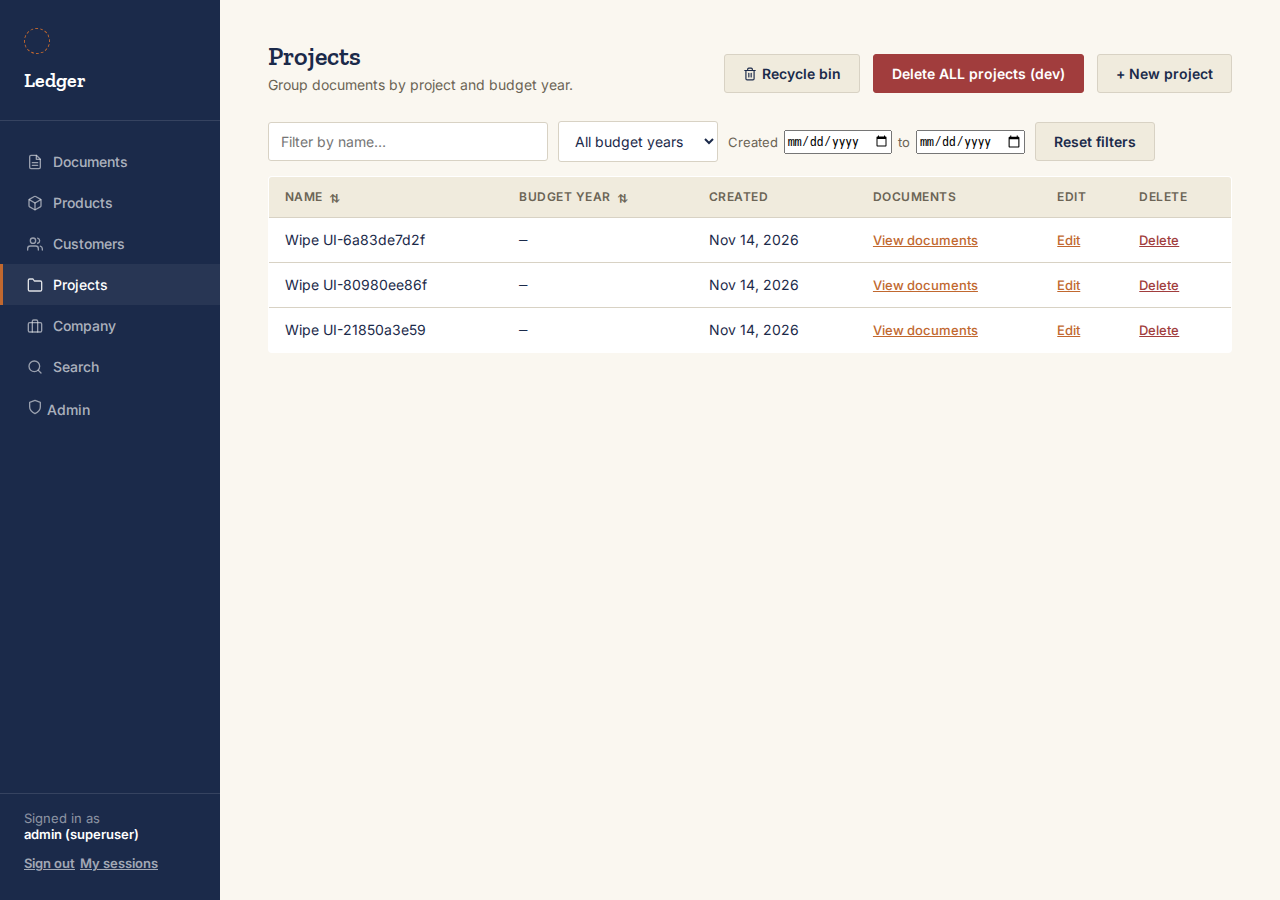 Ledger
Documents
Products
Customers
Projects
Company
Search
Admin
Signed in as
admin (superuser)
Sign out My sessions
Projects
Group documents by project and budget year.
Recycle bin
Delete ALL projects (dev)
+ New project
Filter by name...
All budget years
Created mm/dd/yyyy to mm/dd/yyyy
Reset filters
NAME ⇅ BUDGET YEAR ⇅ CREATED DOCUMENTS EDIT DELETE
Wipe UI-6a83de7d2f — Nov 14, 2026 View documents Edit Delete
Wipe UI-80980ee86f — Nov 14, 2026 View documents Edit Delete
Wipe UI-21850a3e59 — Nov 14, 2026 View documents Edit Delete